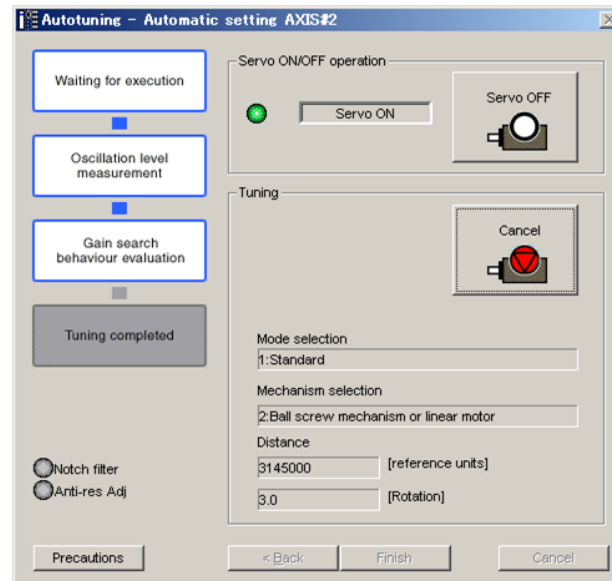 Autotuning - Automatic setting AXIS#2
Waiting for execution
Oscillation level
measurement
Gain search
behaviour evaluation
Tuning completed
Notch filter
Anti-res Adj
Precautions
Servo ON/OFF operation
Servo ON
Servo OFF
Tuning
Cancel
Mode selection
1:Standard
Mechanism selection
2:Ball screw mechanism or linear motor
Distance
3145000 [reference units]
3.0 [Rotation]
< Back
Finish
Cancel